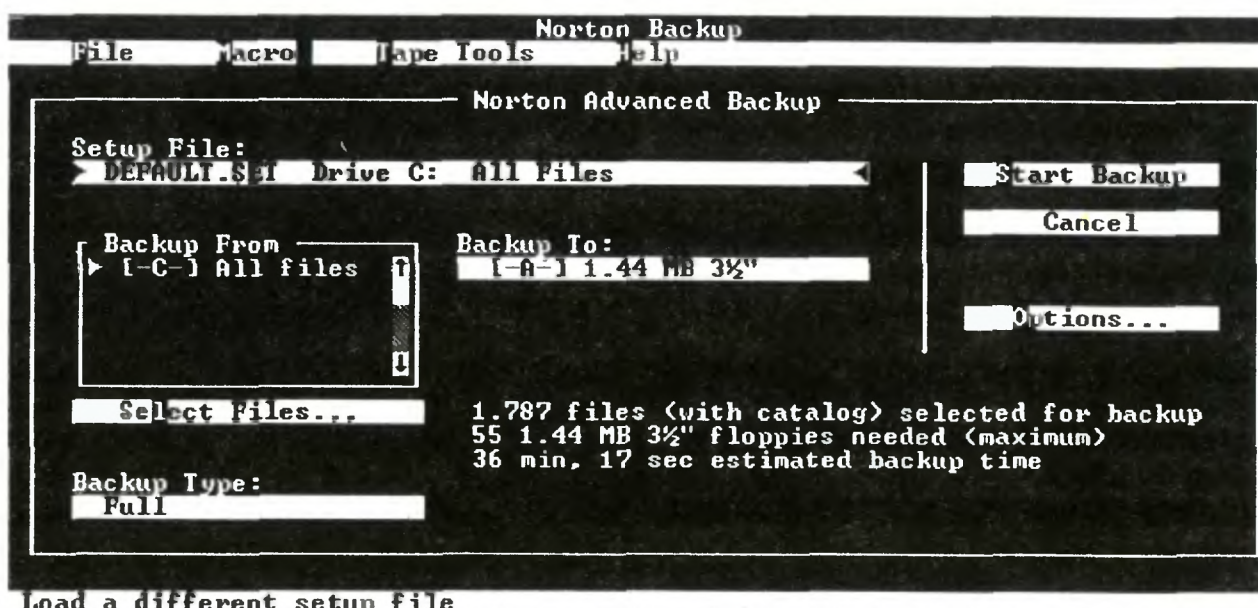 Norton Backup
File Macro Tape Tools Help
Norton Advanced Backup
Setup File:
DEFAULT.SET Drive C: All Files
Start Backup
Cancel
Backup From
[-C-] All files
Backup To:
[-A-] 1.44 MB 3½"
Options...
Select Files...
1.787 files (with catalog) selected for backup
55 1.44 MB 3½" floppies needed (maximum)
36 min, 17 sec estimated backup time
Backup Type:
Full
Load a different setup file